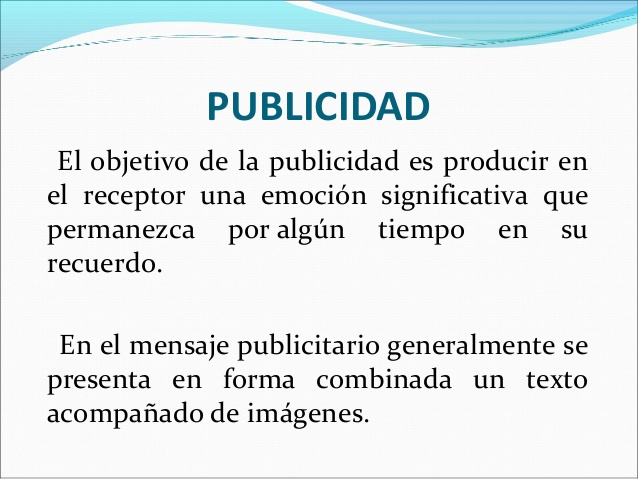 PUBLICIDAD
El objetivo de la publicidad es producir en
el receptor una emoción significativa que
permanezca por algún tiempo en su
recuerdo.
En el mensaje publicitario generalmente se
presenta en forma combinada un texto
acompañado de imágenes.